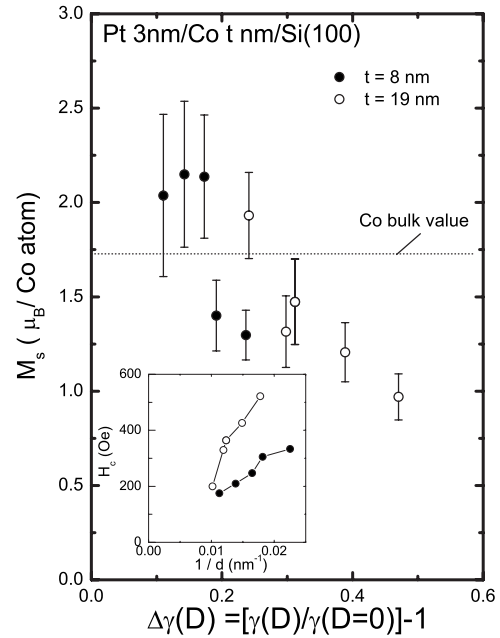 Pt 3nm/Co t nm/Si(100)
t = 8 nm
t = 19 nm
Co bulk value
M_s ( μ_B/ Co atom)
3.0
2.5
2.0
1.5
1.0
0.5
0.0
600
400
200
0
H_c (Oe)
0.00 0.01 0.02
1 / d (nm⁻¹)
0.0 0.2 0.4 0.6
Δγ(D) =[γ(D)/γ(D=0)]-1